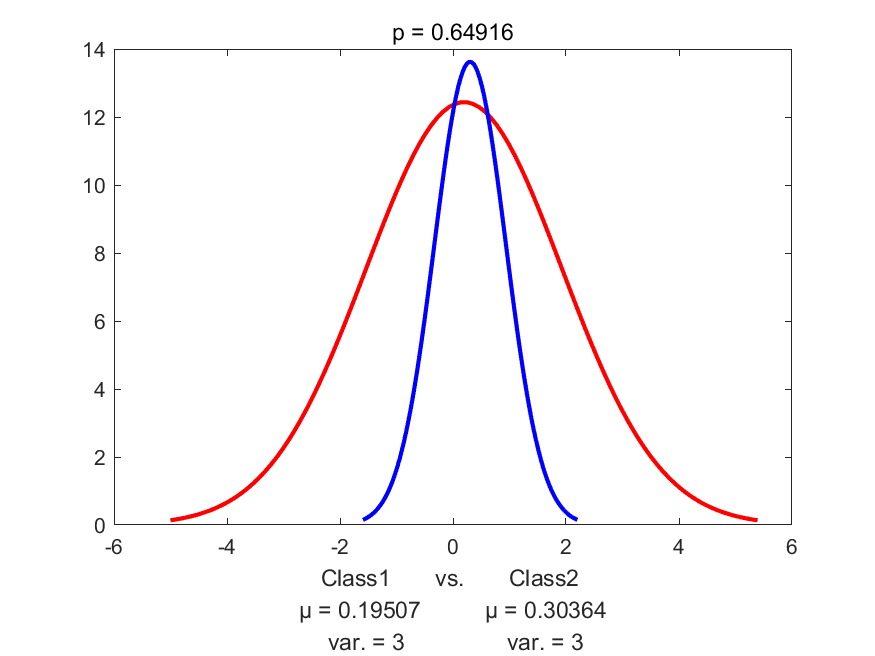 p = 0.64916
14
12
10
8
6
4
2
0
-6 -4 -2 0 2 4 6
Class1 vs. Class2
μ = 0.19507 μ = 0.30364
var. = 3 var. = 3